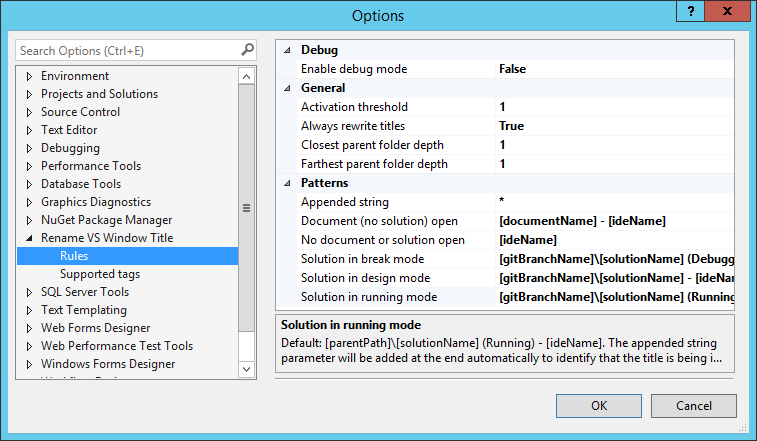 Options
?
x
Search Options (Ctrl+E)
Environment
Projects and Solutions
Source Control
Text Editor
Debugging
Performance Tools
Database Tools
Graphics Diagnostics
NuGet Package Manager
Rename VS Window Title
Rules
Supported tags
SQL Server Tools
Text Templating
Web Forms Designer
Web Performance Test Tools
Windows Forms Designer
Debug
Enable debug mode False
General
Activation threshold 1
Always rewrite titles True
Closest parent folder depth 1
Farthest parent folder depth 1
Patterns
Appended string *
Document (no solution) open [documentName] - [ideName]
No document or solution open [ideName]
Solution in break mode [gitBranchName]\[solutionName] (Debugg
Solution in design mode [gitBranchName]\[solutionName] - [ideNam
Solution in running mode [gitBranchName]\[solutionName] (Running
Solution in running mode
Default: [parentPath]\[solutionName] (Running) - [ideName]. The appended string
parameter will be added at the end automatically to identify that the title is being i...
OK
Cancel